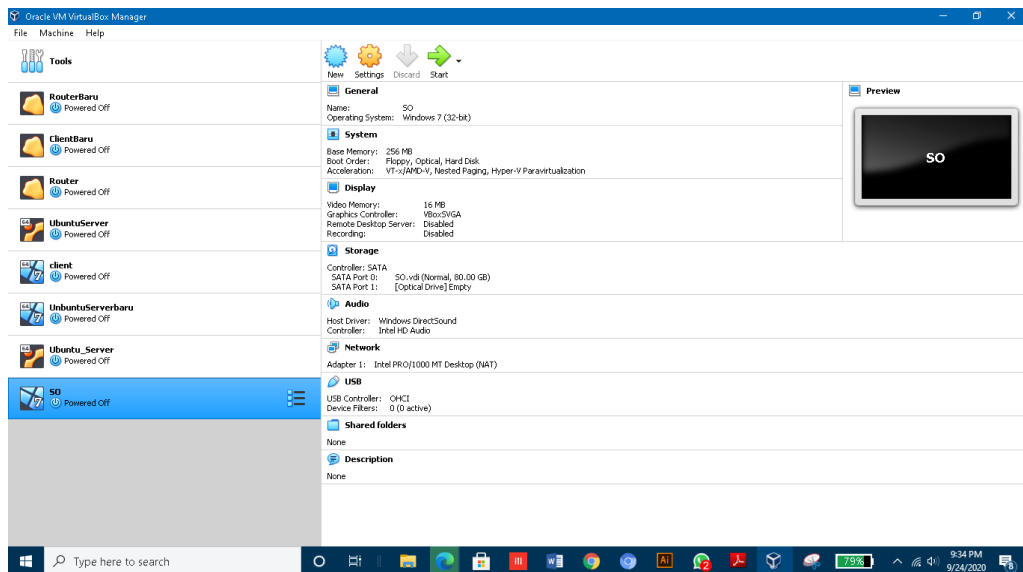 Oracle VM VirtualBox Manager
File Machine Help
Tools
New Settings Discard Start
RouterBaru
Powered Off
ClientBaru
Powered Off
Router
Powered Off
64
UbuntuServer
Powered Off
64
client
Powered Off
64
UnbuntuServerbaru
Powered Off
64
Ubuntu_Server
Powered Off
SO
Powered Off
General
Name: SO
Operating System: Windows 7 (32-bit)
System
Base Memory: 256 MB
Boot Order: Floppy, Optical, Hard Disk
Acceleration: VT-x/AMD-V, Nested Paging, Hyper-V Paravirtualization
Display
Video Memory: 16 MB
Graphics Controller: VBoxSVGA
Remote Desktop Server: Disabled
Recording: Disabled
Storage
Controller: SATA
SATA Port 0: SO.vdi (Normal, 80.00 GB)
SATA Port 1: [Optical Drive] Empty
Audio
Host Driver: Windows DirectSound
Controller: Intel HD Audio
Network
Adapter 1: Intel PRO/1000 MT Desktop (NAT)
USB
USB Controller: OHCI
Device Filters: 0 (0 active)
Shared folders
None
Description
None
Preview
SO
Type here to search
Ai
2
79%
9:34 PM
9/24/2020
8